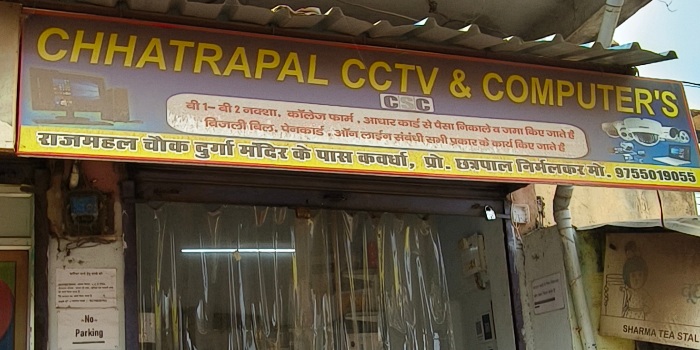 CHHATRAPAL CCTV & COMPUTER'S
CSC
बी 1- बी 2 नक्शा, कॉलेज फार्म, आधार कार्ड से पैसा निकाले व जमा किए जाते हैं
बिजली बिल, पेनकार्ड, ऑन लाईन संबंधी सभी प्रकार के कार्य किए जाते हैं
राजमहल चौक दुर्गा मंदिर के पास कवर्धा, प्रो. छत्रपाल निर्मलकर मो. 9755019055
No
Parking
SHARMA TEA STAL